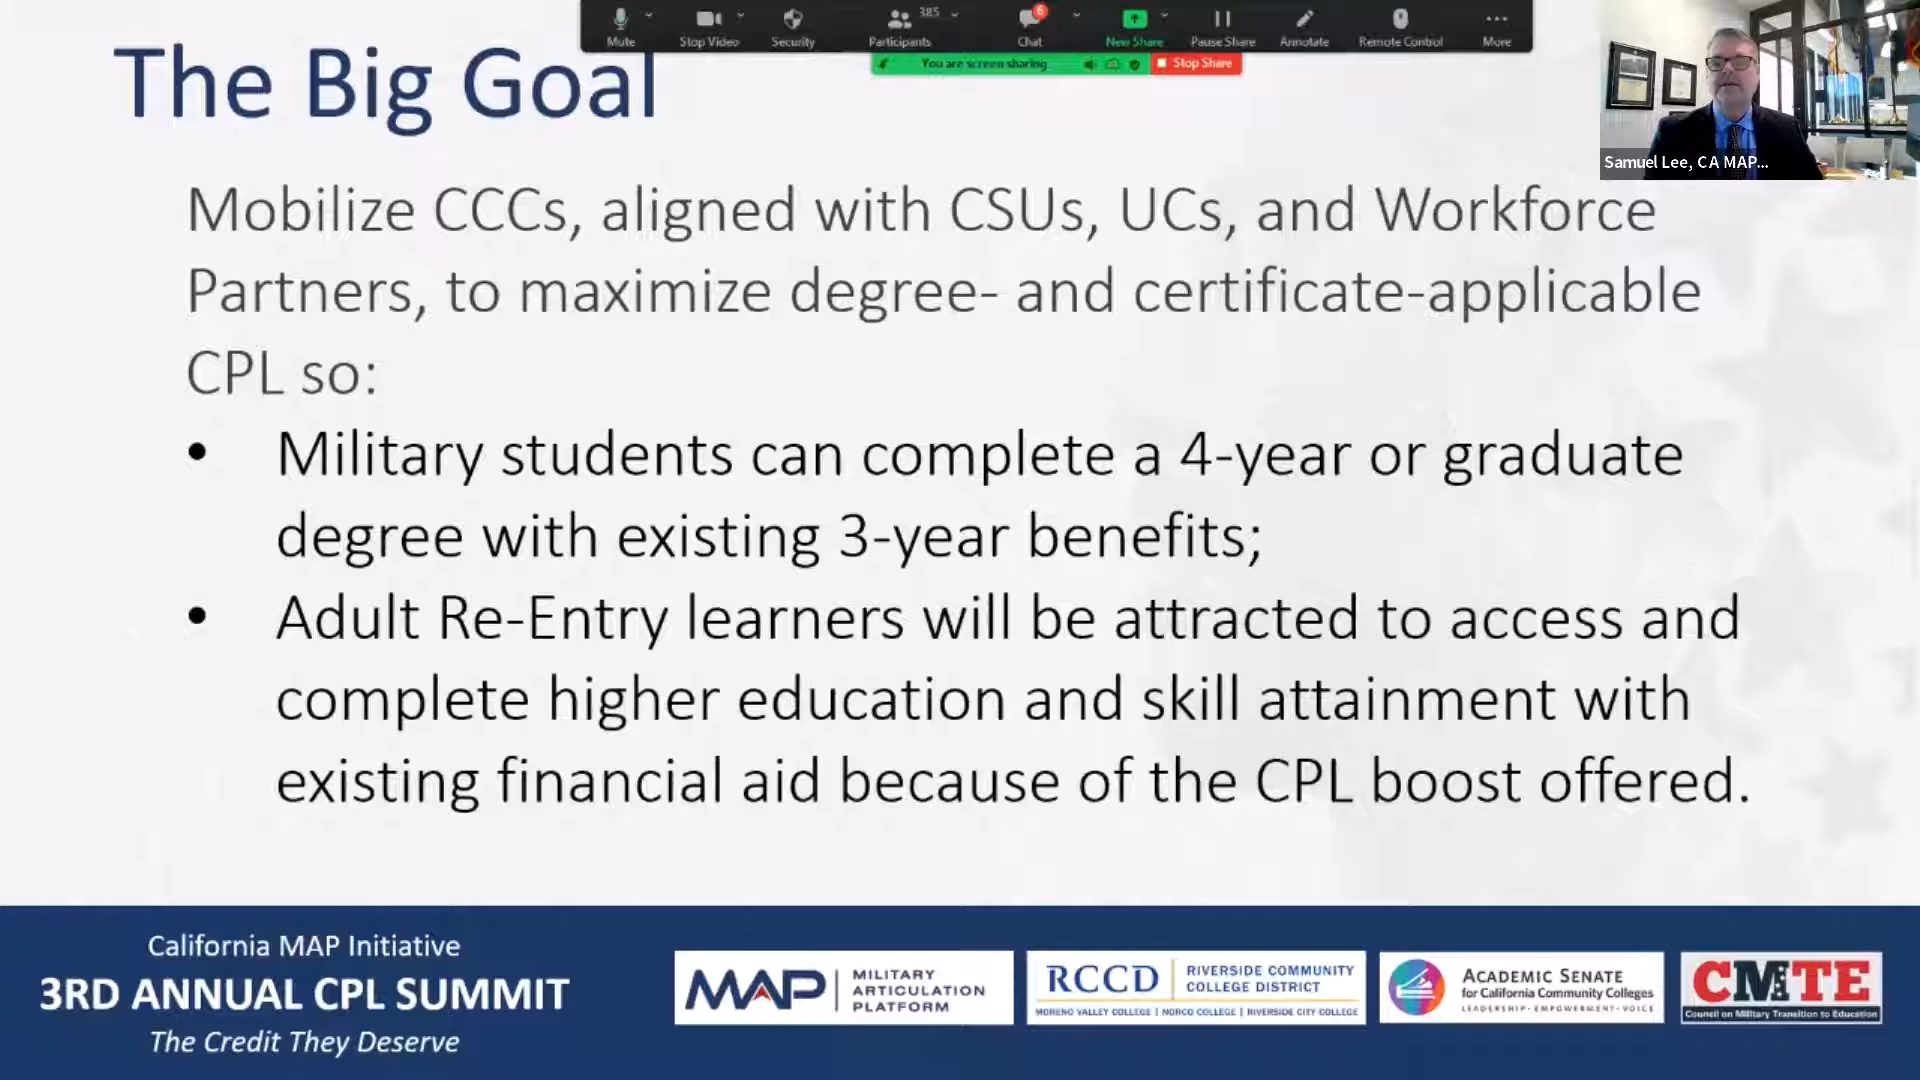 Mute
Stop Video
Security
Participants
385
Chat
6
New Share
Pause Share
Annotate
Remote Control
More
You are screen sharing
Stop Share
Samuel Lee, CA MAP...
The Big Goal
Mobilize CCCs, aligned with CSUs, UCs, and Workforce
Partners, to maximize degree- and certificate-applicable
CPL so:
• Military students can complete a 4-year or graduate
degree with existing 3-year benefits;
• Adult Re-Entry learners will be attracted to access and
complete higher education and skill attainment with
existing financial aid because of the CPL boost offered.
California MAP Initiative
3RD ANNUAL CPL SUMMIT
The Credit They Deserve
MAP
MILITARY
ARTICULATION
PLATFORM
RCCD
RIVERSIDE COMMUNITY
COLLEGE DISTRICT
MORENO VALLEY COLLEGE | NORCO COLLEGE | RIVERSIDE CITY COLLEGE
ACADEMIC SENATE
for California Community Colleges
LEADERSHIP • EMPOWERMENT • VOICE
CMTE
Council on Military Transition to Education